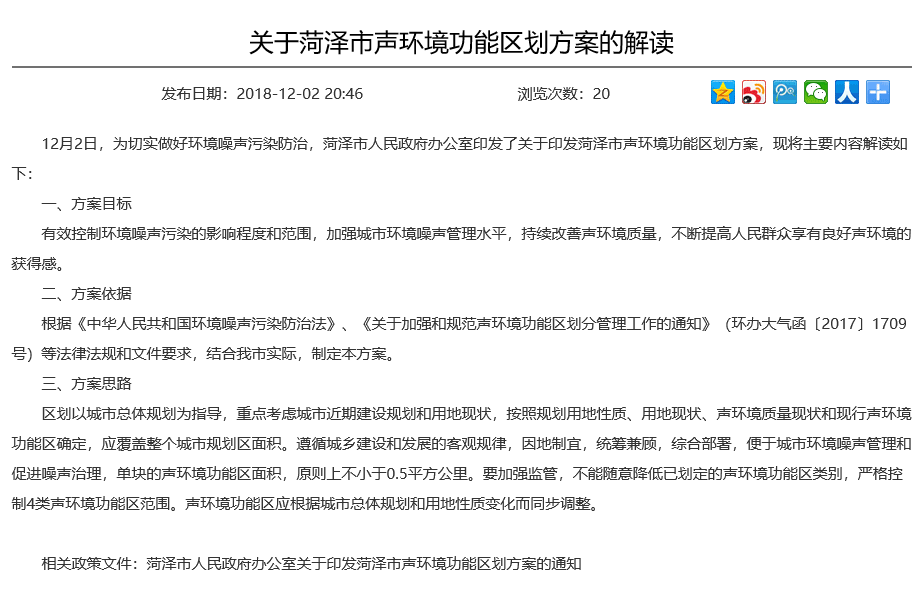 关于菏泽市声环境功能区划方案的解读
发布日期：2018-12-02 20:46 浏览次数：20
12月2日，为切实做好环境噪声污染防治，菏泽市人民政府办公室印发了关于印发菏泽市声环境功能区划方案，现将主要内容解读如
下：
一、方案目标
有效控制环境噪声污染的影响程度和范围，加强城市环境噪声管理水平，持续改善声环境质量，不断提高人民群众享有良好声环境的
获得感。
二、方案依据
根据《中华人民共和国环境噪声污染防治法》、《关于加强和规范声环境功能区划分管理工作的通知》（环办大气函〔2017〕1709
号）等法律法规和文件要求，结合我市实际，制定本方案。
三、方案思路
区划以城市总体规划为指导，重点考虑城市近期建设规划和用地现状，按照规划用地性质、用地现状、声环境质量现状和现行声环境
功能区确定，应覆盖整个城市规划区面积。遵循城乡建设和发展的客观规律，因地制宜，统筹兼顾，综合部署，便于城市环境噪声管理和
促进噪声治理，单块的声环境功能区面积，原则上不小于0.5平方公里。要加强监管，不能随意降低已划定的声环境功能区类别，严格控
制4类声环境功能区范围。声环境功能区应根据城市总体规划和用地性质变化而同步调整。
相关政策文件：菏泽市人民政府办公室关于印发菏泽市声环境功能区划方案的通知